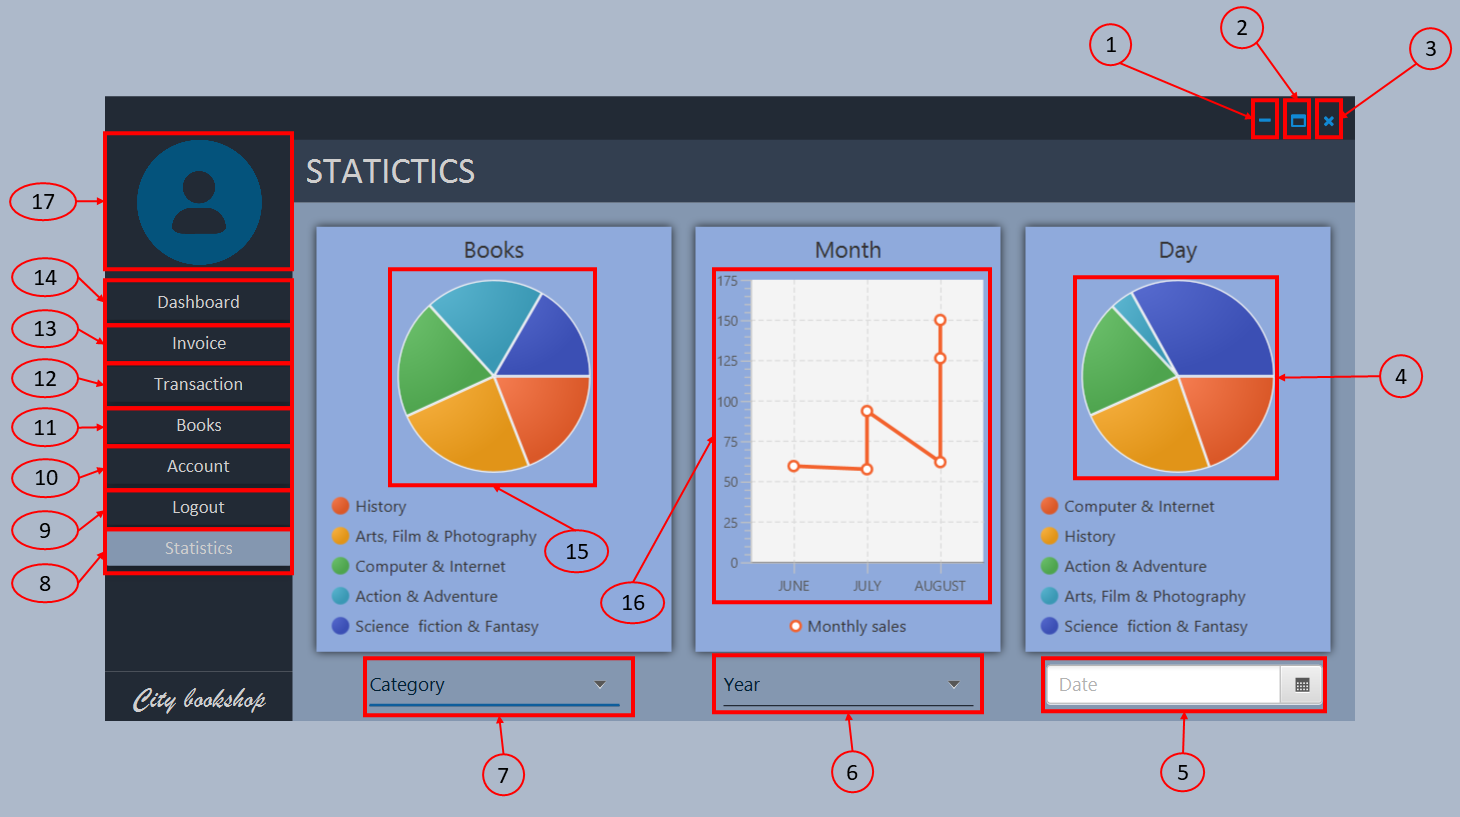 1
2
3
17
STATICTICS
14
Dashboard
13
Invoice
12
Transaction
11
Books
10
Account
9
Logout
8
Statistics
City bookshop
Books
15
History
Arts, Film & Photography
Computer & Internet
Action & Adventure
Science fiction & Fantasy
Category
7
Month
175
150
125
100
75
50
25
0
JUNE JULY AUGUST
16
Monthly sales
Year
6
Day
4
Computer & Internet
History
Action & Adventure
Arts, Film & Photography
Science fiction & Fantasy
Date
5